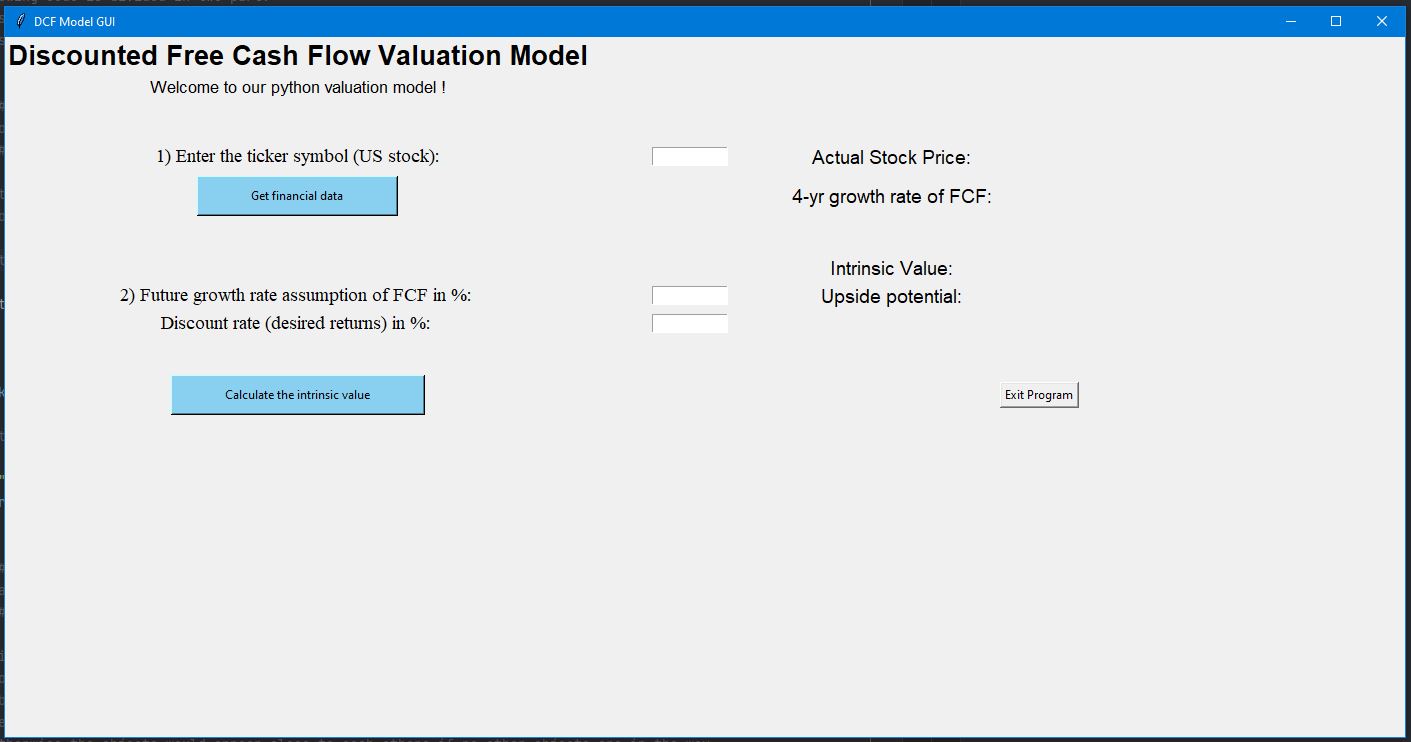 DCF Model GUI
Discounted Free Cash Flow Valuation Model
Welcome to our python valuation model !
1) Enter the ticker symbol (US stock):
Actual Stock Price:
Get financial data
4-yr growth rate of FCF:
Intrinsic Value:
2) Future growth rate assumption of FCF in %:
Upside potential:
Discount rate (desired returns) in %:
Calculate the intrinsic value
Exit Program